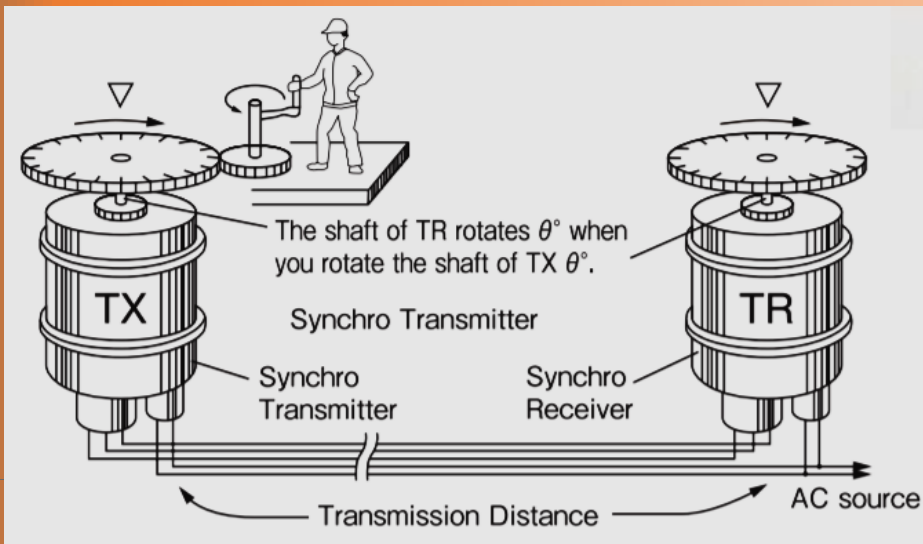 The shaft of TR rotates θ° when
you rotate the shaft of TX θ°.
TX
TR
Synchro Transmitter
Synchro
Transmitter
Synchro
Receiver
AC source
Transmission Distance